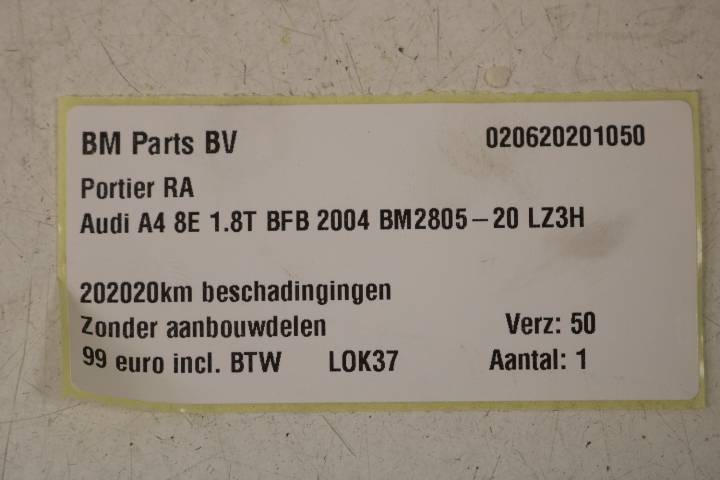 BM Parts BV 020620201050
Portier RA
Audi A4 8E 1.8T BFB 2004 BM2805-20 LZ3H
202020km beschadingingen
Zonder aanbouwdelen Verz: 50
99 euro incl. BTW LOK37 Aantal: 1